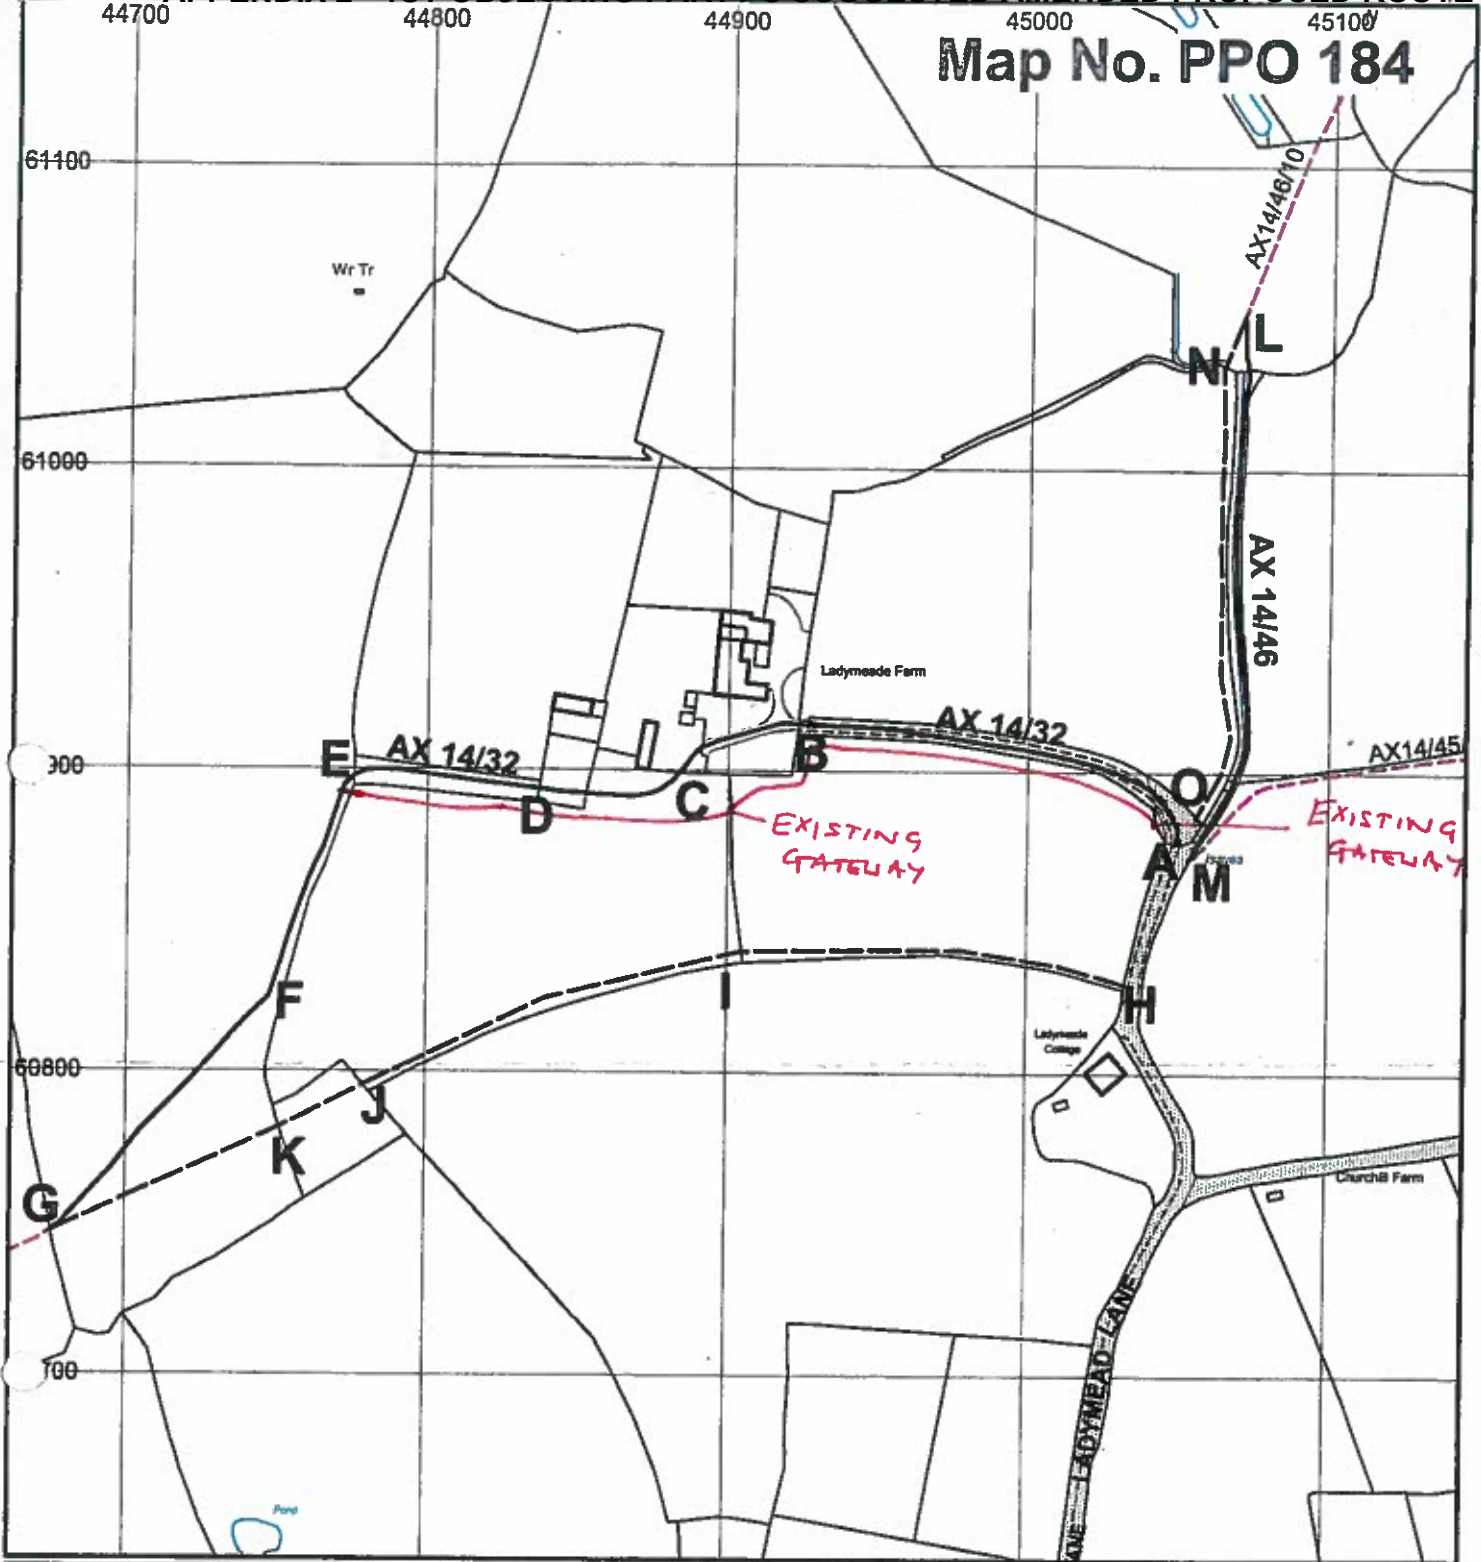 44700
44800
44900
45000
45100
Map No. PPO 184
61100
AX14/46/10
Wr Tr
L
N
61000
AX 14/46
Ladymeade Farm
AX 14/32
B
E
AX 14/32
AX14/45
900
C
D
O
EXISTING
GATEWAY
EXISTING
GATEWAY
A
M
F
I
H
Ladymeade
Cottage
60800
J
K
Churchill Farm
G
700
LADYMEAD LANE
Pond